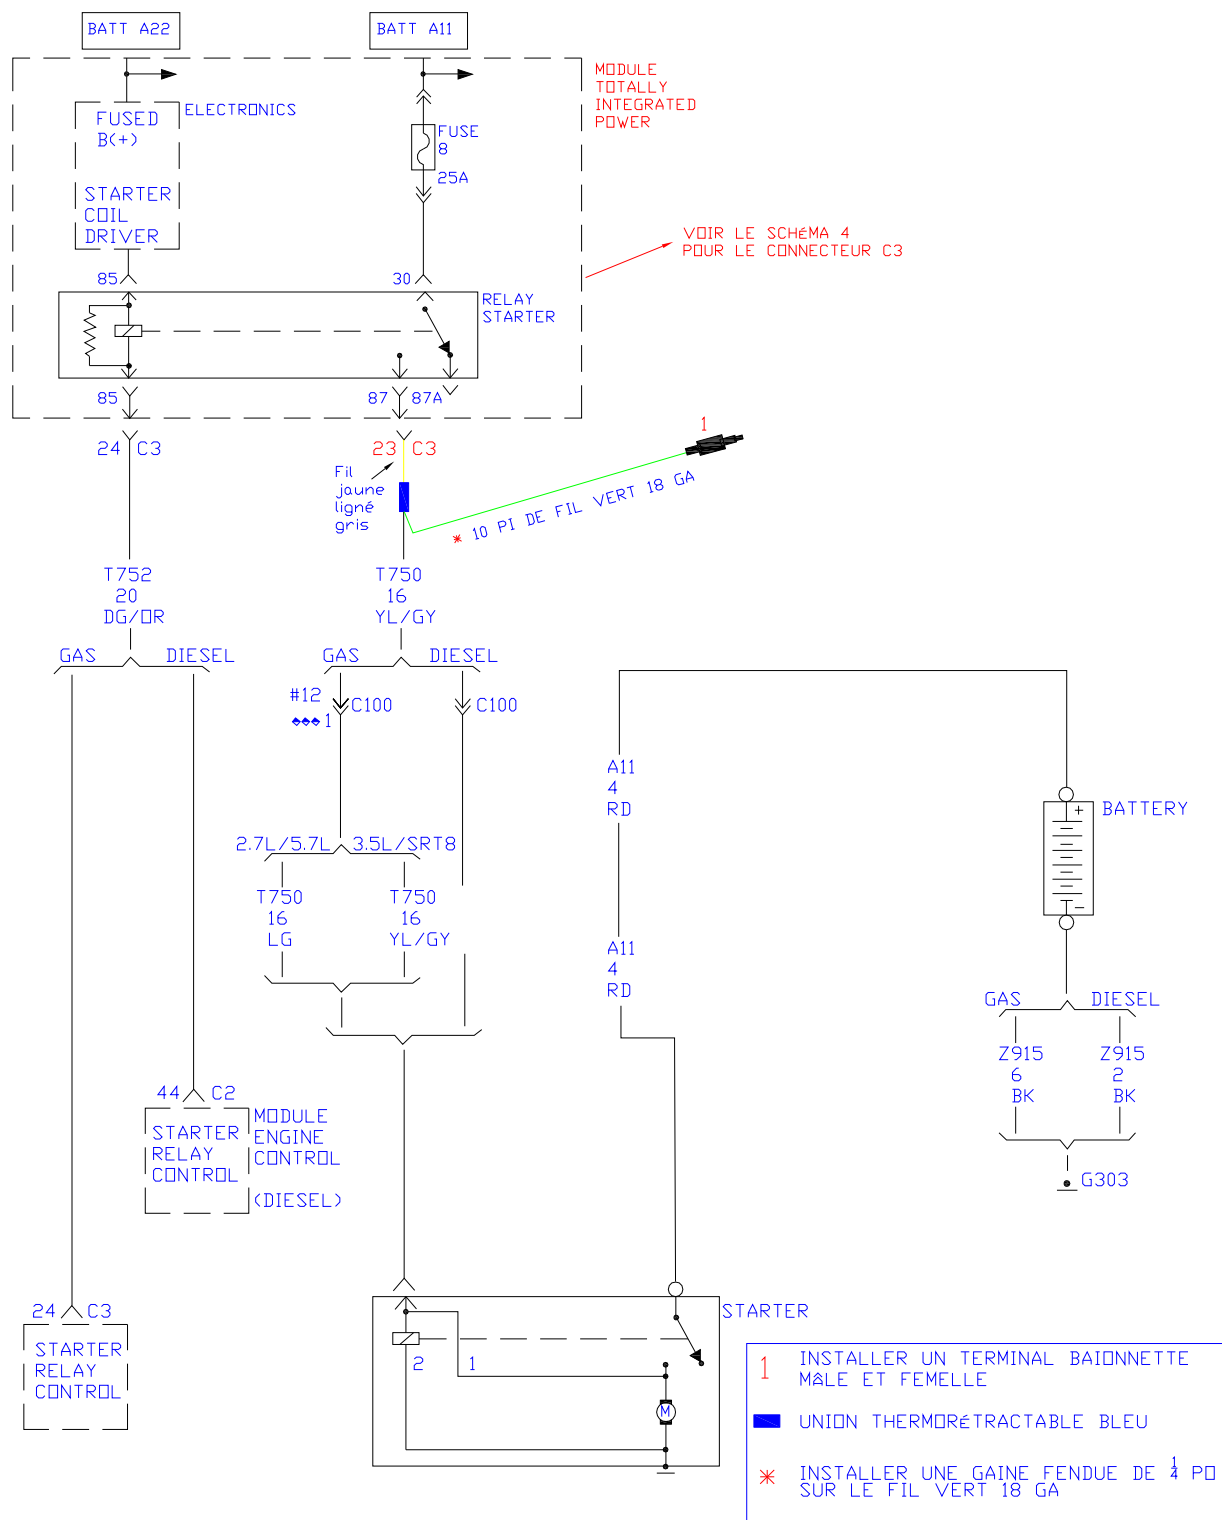 BATT A22
BATT A11
MODULE
TOTALLY
INTEGRATED
POWER
ELECTRONICS
FUSED
B(+)
STARTER
COIL
DRIVER
FUSE
8
25A
VOIR LE SCHéMA 4
POUR LE CONNECTEUR C3
85
30
RELAY
STARTER
85
87
87A
24 C3
23 C3
1
Fil
jaune
ligné
gris
* 10 PI DE FIL VERT 18 GA
T752
20
DG/OR
T750
16
YL/GY
GAS DIESEL
GAS DIESEL
#12
1
C100
C100
A11
4
RD
BATTERY
+
-
2.7L/5.7L 3.5L/SRT8
T750
16
LG
T750
16
YL/GY
A11
4
RD
GAS DIESEL
Z915
6
BK
Z915
2
BK
G303
44 C2
STARTER
RELAY
CONTROL
MODULE
ENGINE
CONTROL
(DIESEL)
24 C3
STARTER
RELAY
CONTROL
STARTER
2
1
M
1 INSTALLER UN TERMINAL BAIONNETTE
MâLE ET FEMELLE
UNION THERMORéTRACTABLE BLEU
* INSTALLER UNE GAINE FENDUE DE 1/4 PO
SUR LE FIL VERT 18 GA